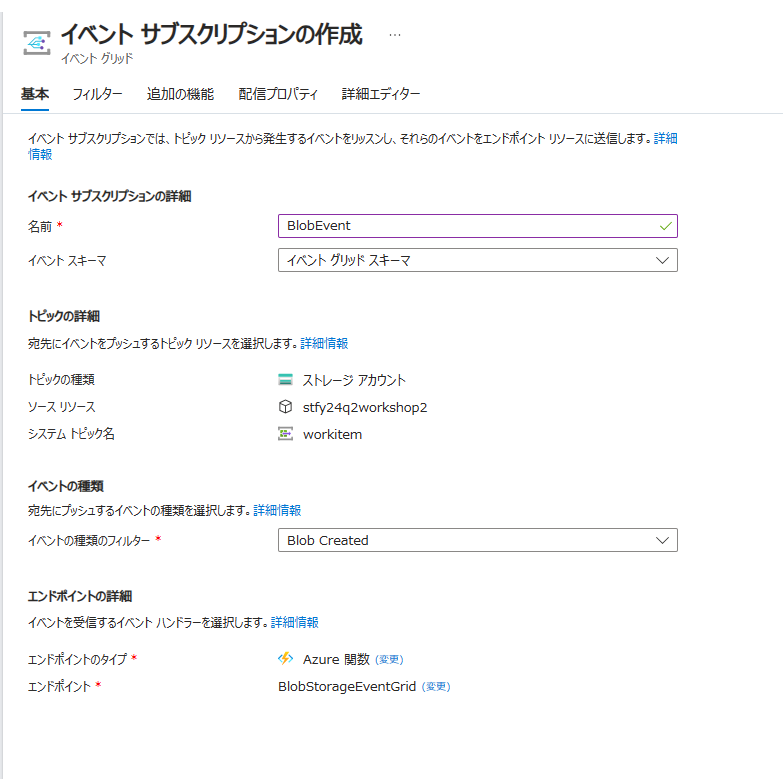 イベント サブスクリプションの作成 …
イベント グリッド
基本 フィルター 追加の機能 配信プロパティ 詳細エディター
イベント サブスクリプションでは、トピック リソースから発生するイベントをリッスンし、それらのイベントをエンドポイント リソースに送信します。詳細
情報
イベント サブスクリプションの詳細
名前 * BlobEvent
イベント スキーマ イベント グリッド スキーマ
トピックの詳細
宛先にイベントをプッシュするトピック リソースを選択します。詳細情報
トピックの種類 ストレージ アカウント
ソース リソース stfy24q2workshop2
システム トピック名 workitem
イベントの種類
宛先にプッシュするイベントの種類を選択します。詳細情報
イベントの種類のフィルター * Blob Created
エンドポイントの詳細
イベントを受信するイベント ハンドラーを選択します。詳細情報
エンドポイントのタイプ * Azure 関数 (変更)
エンドポイント * BlobStorageEventGrid (変更)